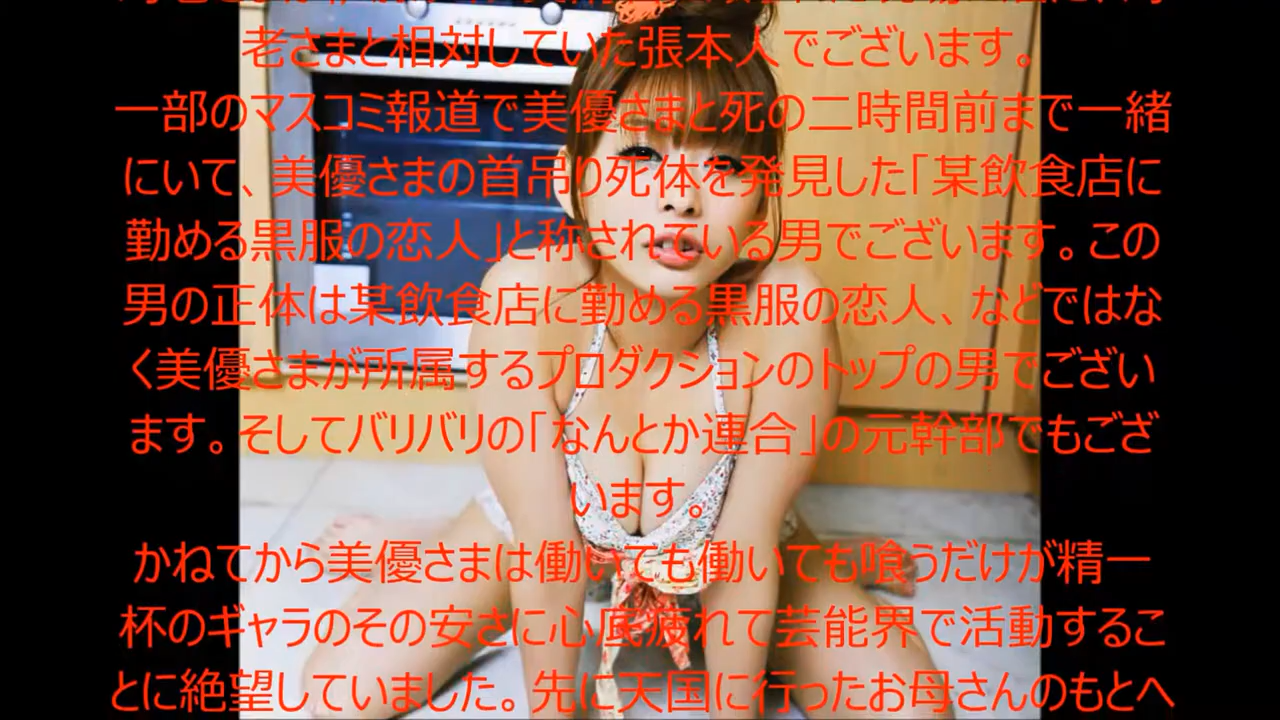 老さまと相対していた張本人でございます。
一部のマスコミ報道で美優さまと死の二時間前まで一緒
にいて、美優さまの首吊り死体を発見した「某飲食店に
勤める黒服の恋人」と称されている男でございます。この
男の正体は某飲食店に勤める黒服の恋人、などではな
く美優さまが所属するプロダクションのトップの男でござい
ます。そしてバリバリの「なんとか連合」の元幹部でもござ
います。
かねてから美優さまは働いても働いても喰うだけが精一
杯のギャラのその安さに心底疲れて芸能界で活動するこ
とに絶望していました。先に天国に行ったお母さんのもとへ